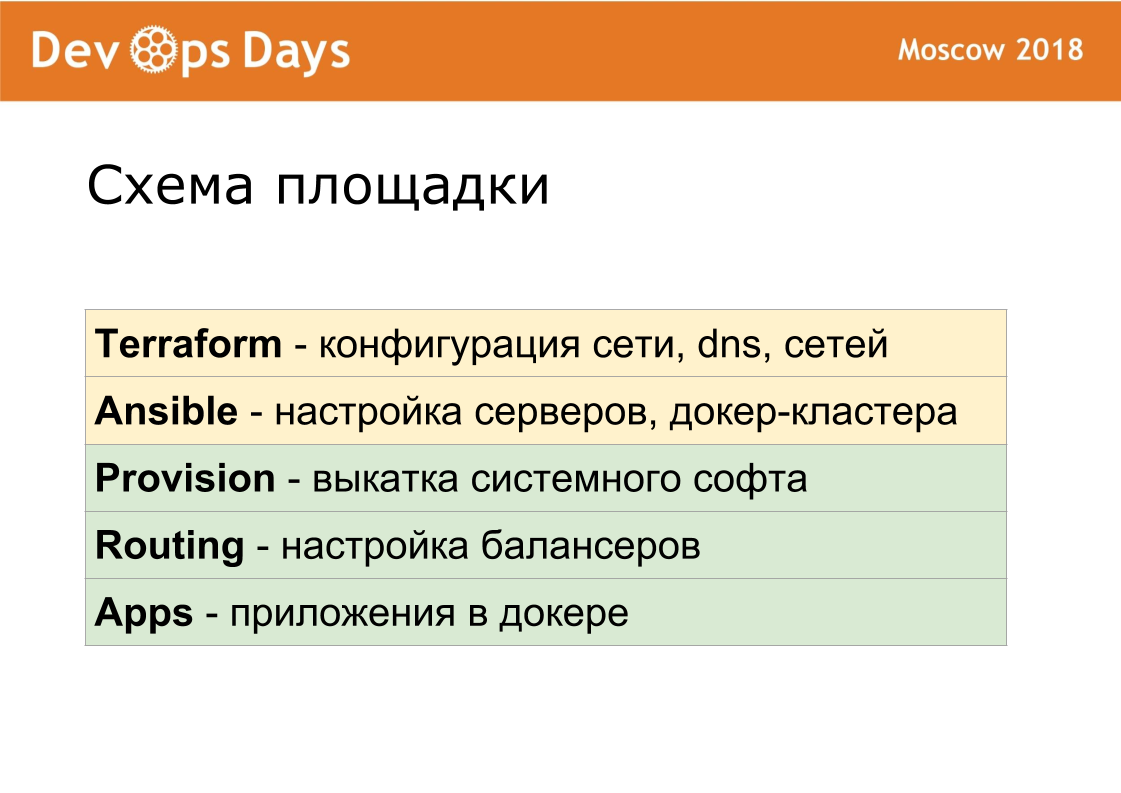 DevOps Days
Moscow 2018
Схема площадки
Terraform - конфигурация сети, dns, сетей
Ansible - настройка серверов, докер-кластера
Provision - выкатка системного софта
Routing - настройка балансеров
Apps - приложения в докере